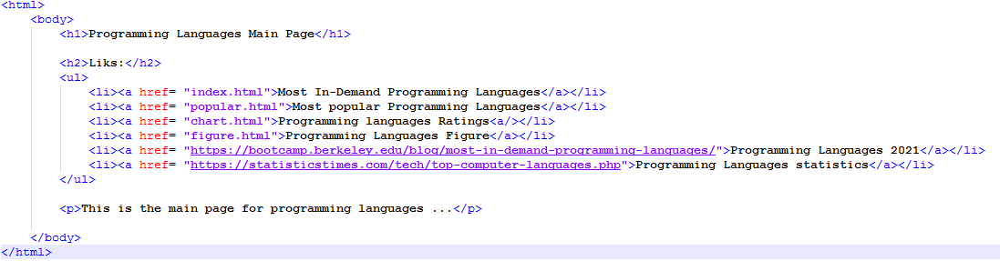 <html>
<body>
<h1>Programming Languages Main Page</h1>
<h2>Liks:</h2>
<ul>
<li><a href= "index.html">Most In-Demand Programming Languages</a></li>
<li><a href= "popular.html">Most popular Programming Languages</a></li>
<li><a href= "chart.html">Programming languages Ratings<a/></li>
<li><a href= "figure.html">Programming Languages Figure</a></li>
<li><a href= "https://bootcamp.berkeley.edu/blog/most-in-demand-programming-languages/">Programming Languages 2021</a></li>
<li><a href= "https://statisticstimes.com/tech/top-computer-languages.php">Programming Languages statistics</a></li>
</ul>
<p>This is the main page for programming languages ...</p>
</body>
</html>